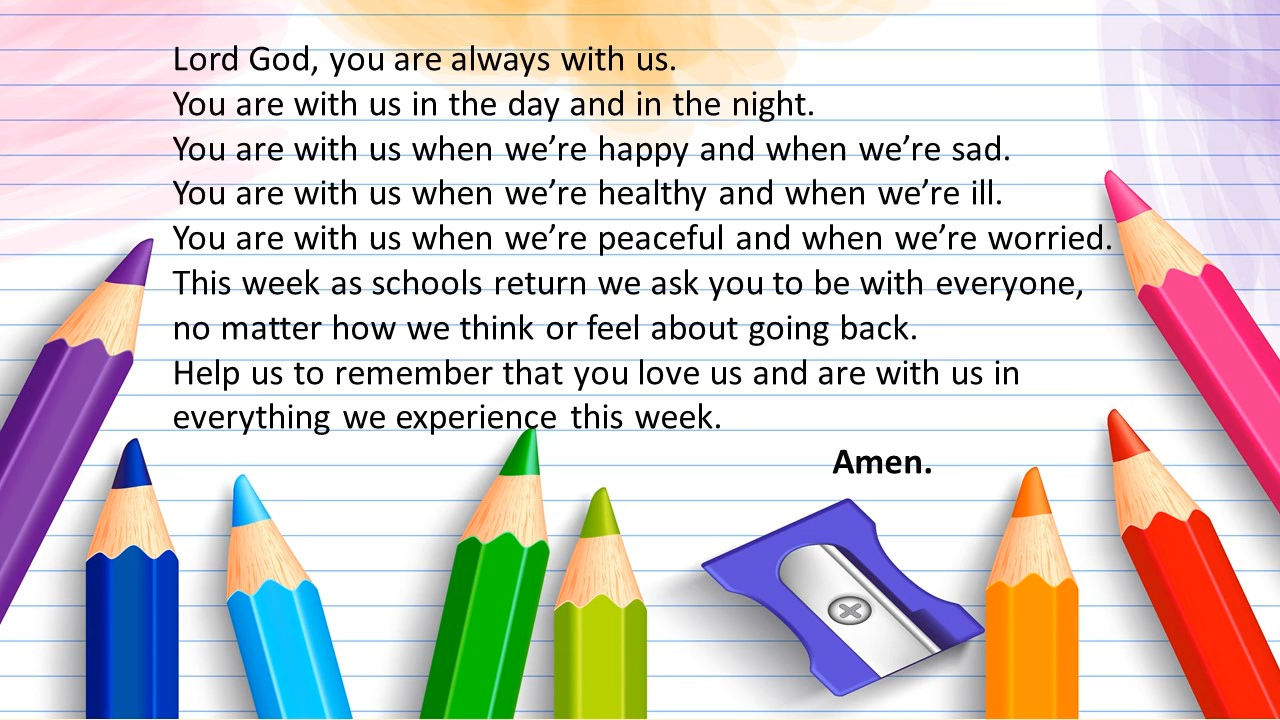 Lord God, you are always with us.
You are with us in the day and in the night.
You are with us when we’re happy and when we’re sad.
You are with us when we’re healthy and when we’re ill.
You are with us when we’re peaceful and when we’re worried.
This week as schools return we ask you to be with everyone,
no matter how we think or feel about going back.
Help us to remember that you love us and are with us in
everything we experience this week.
Amen.